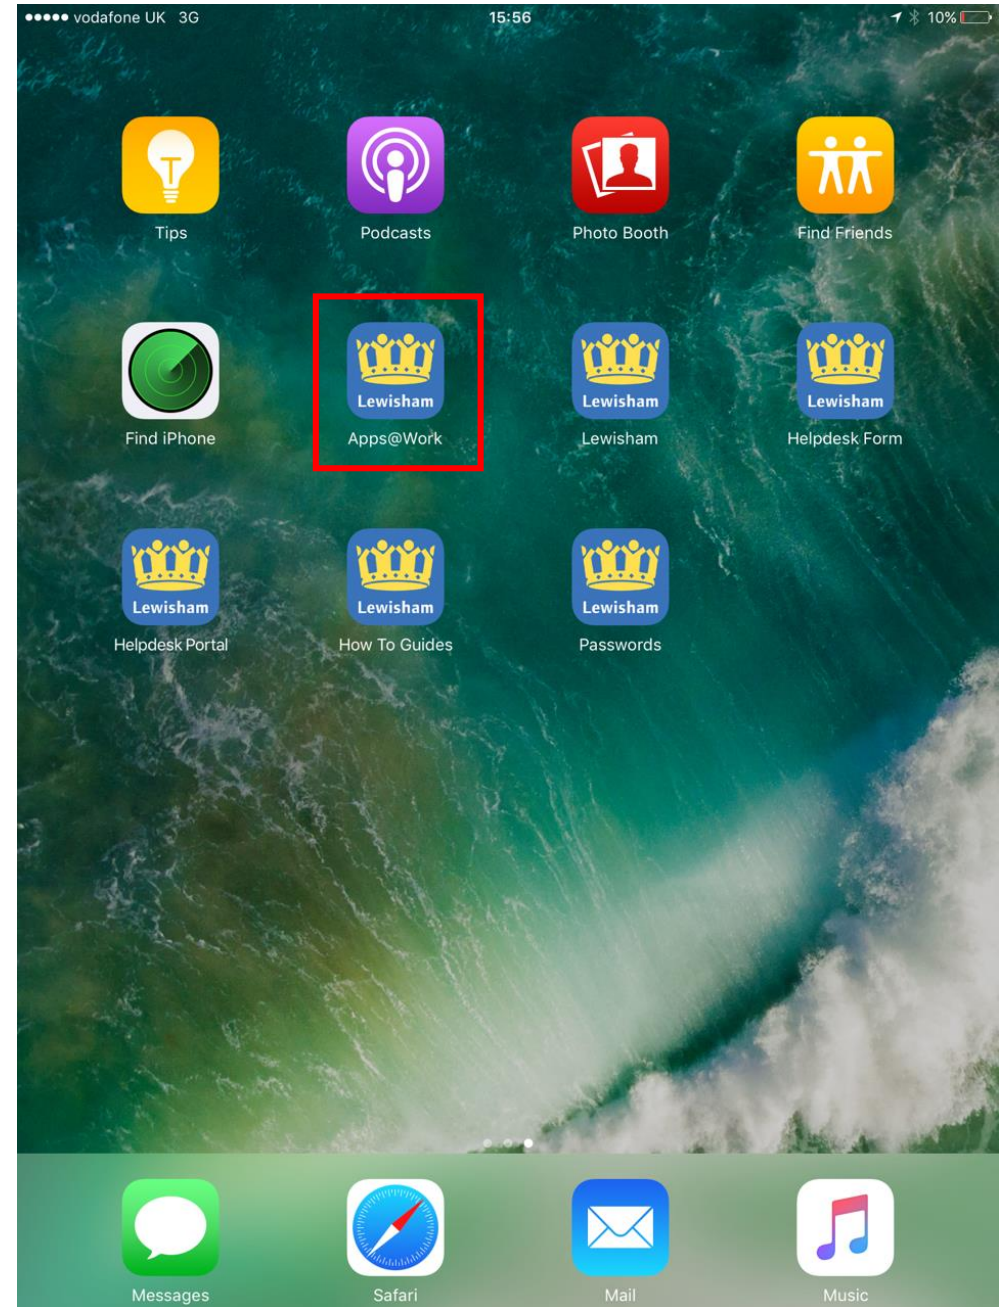 vodafone UK 3G 15:56 10%
T
Tips Podcasts Photo Booth Find Friends
Lewisham Lewisham Lewisham
Find iPhone Apps@Work Lewisham Helpdesk Form
Lewisham Lewisham Lewisham
Helpdesk Portal How To Guides Passwords
Messages Safari Mail Music